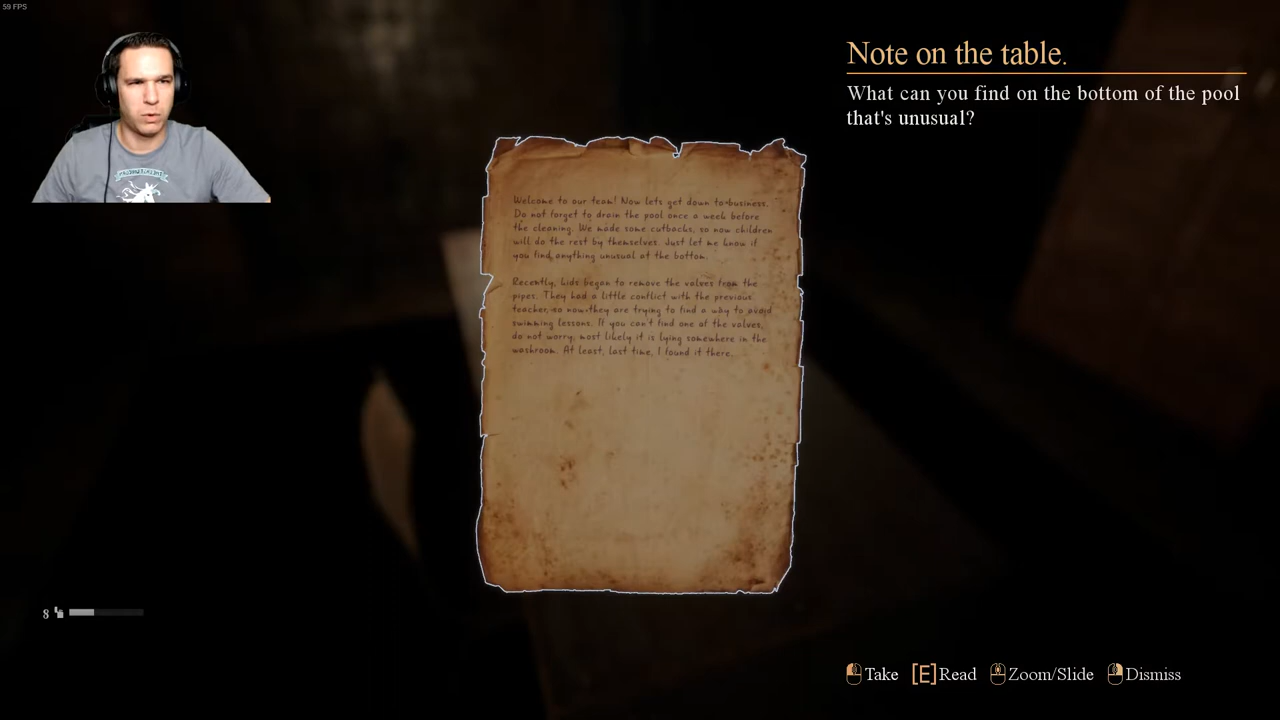 59 FPS
Note on the table.
What can you find on the bottom of the pool
that's unusual?
Welcome to our team! Now lets get down to business.
Do not forget to drain the pool once a week before
the cleaning. We made some cutbacks, so now children
will do the rest by themselves. Just let me know if
you find anything unusual at the bottom.
Recently, kids began to remove the valves from the
pipes. They had a little conflict with the previous
teacher, so now they are trying to find a way to avoid
swimming lessons. If you can't find one of the valves,
do not worry, most likely it is lying somewhere in the
washroom. At least, last time, I found it there.
8
Take [E] Read Zoom/Slide Dismiss